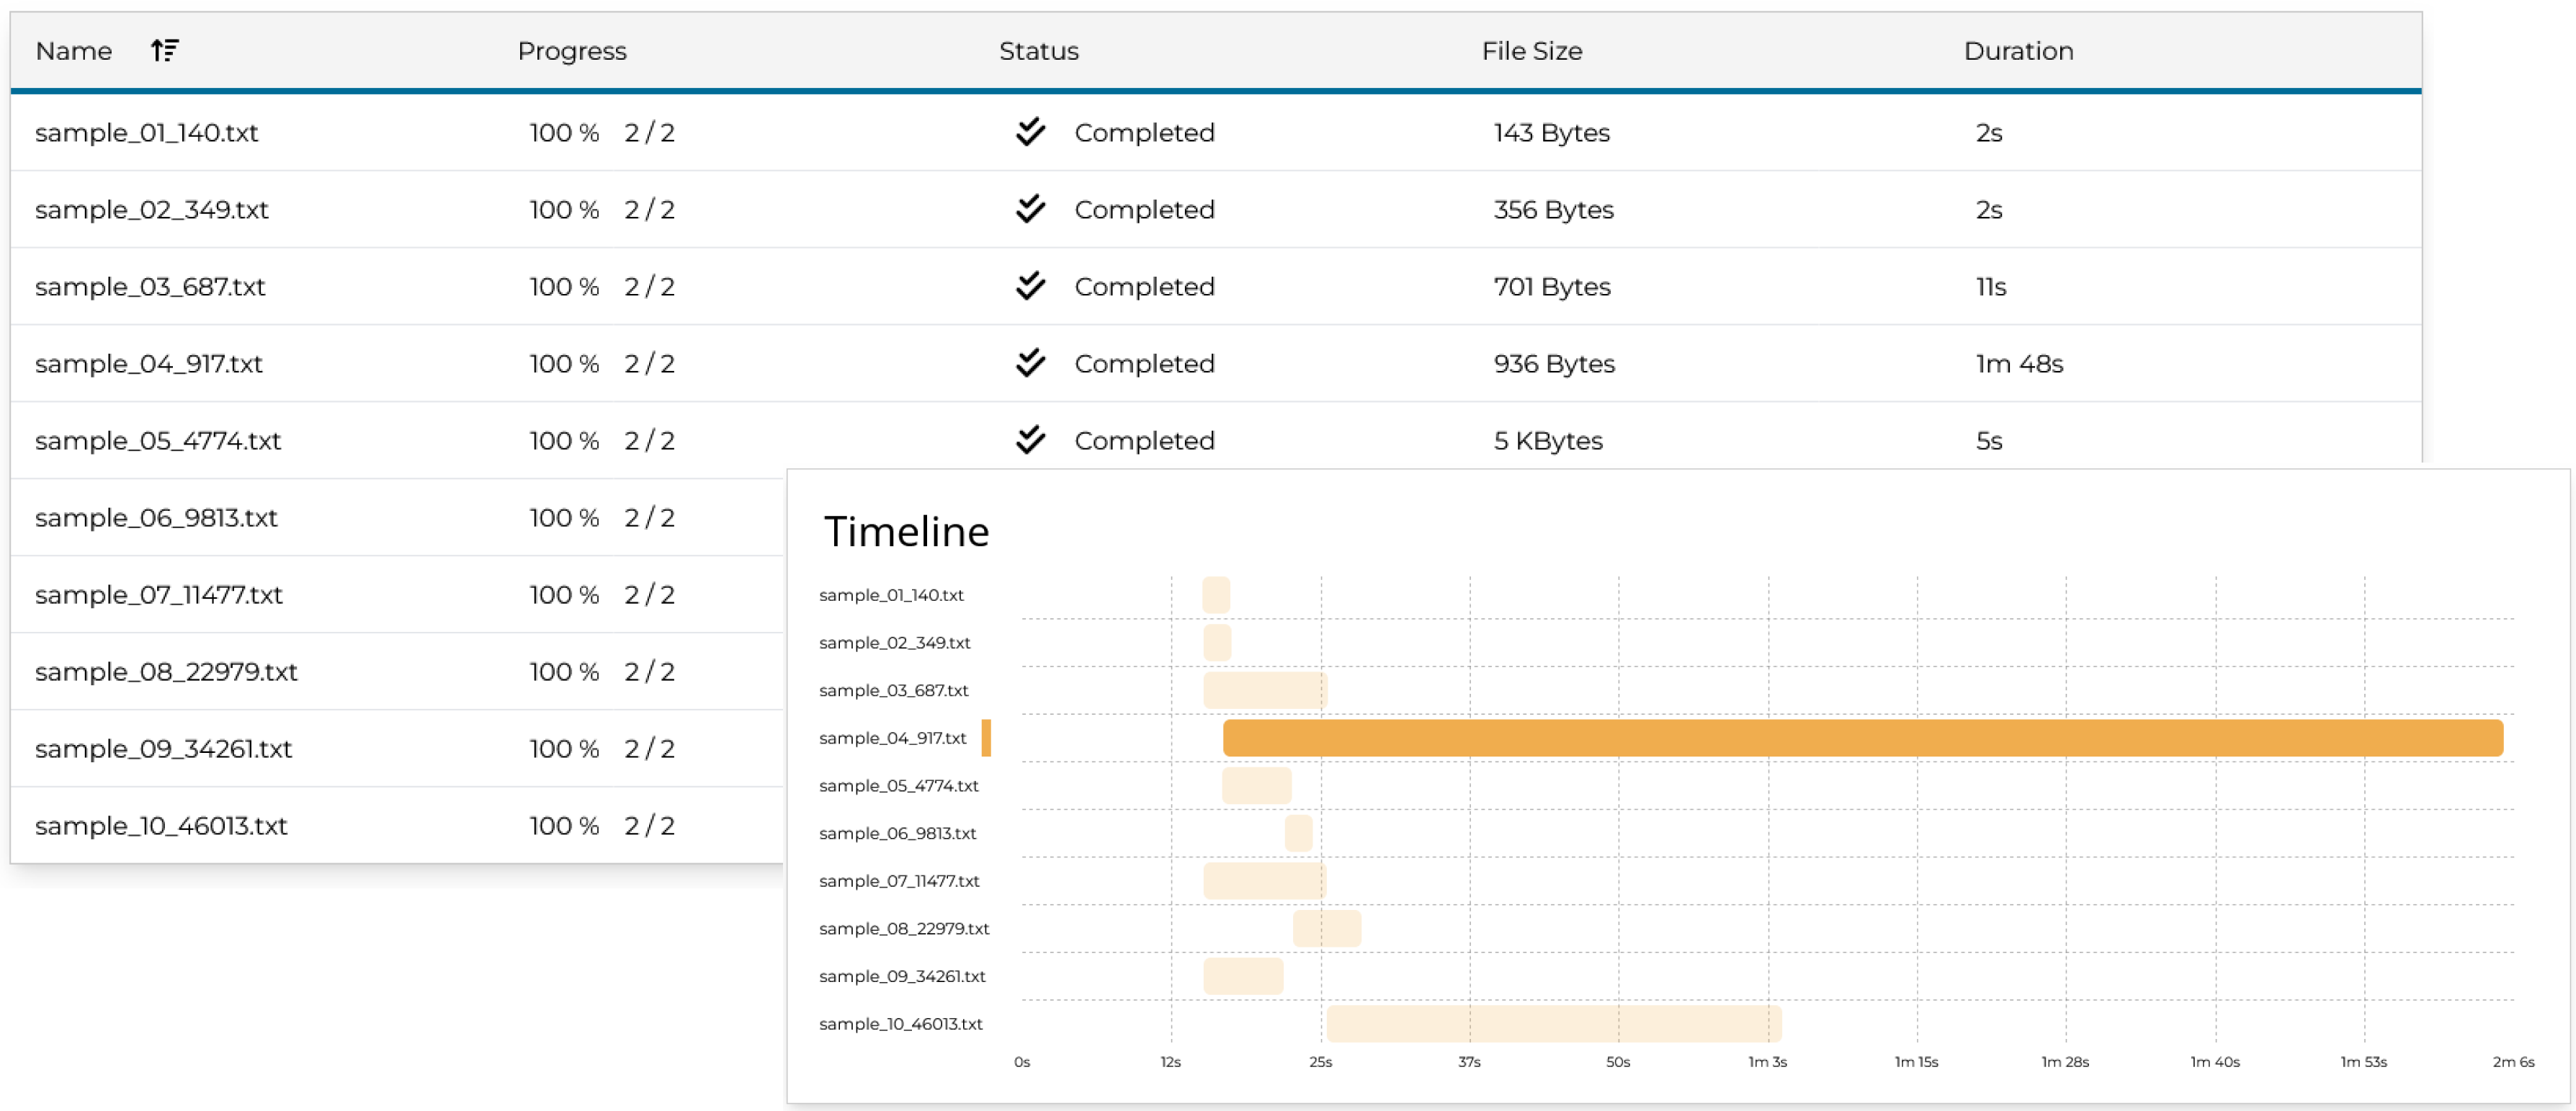 Name Progress Status File Size Duration
sample_01_140.txt 100 % 2 / 2 Completed 143 Bytes 2s
sample_02_349.txt 100 % 2 / 2 Completed 356 Bytes 2s
sample_03_687.txt 100 % 2 / 2 Completed 701 Bytes 11s
sample_04_917.txt 100 % 2 / 2 Completed 936 Bytes 1m 48s
sample_05_4774.txt 100 % 2 / 2 Completed 5 KBytes 5s
sample_06_9813.txt 100 % 2 / 2
sample_07_11477.txt 100 % 2 / 2
sample_08_22979.txt 100 % 2 / 2
sample_09_34261.txt 100 % 2 / 2
sample_10_46013.txt 100 % 2 / 2
Timeline
sample_01_140.txt
sample_02_349.txt
sample_03_687.txt
sample_04_917.txt
sample_05_4774.txt
sample_06_9813.txt
sample_07_11477.txt
sample_08_22979.txt
sample_09_34261.txt
sample_10_46013.txt
0s 12s 25s 37s 50s 1m 3s 1m 15s 1m 28s 1m 40s 1m 53s 2m 6s